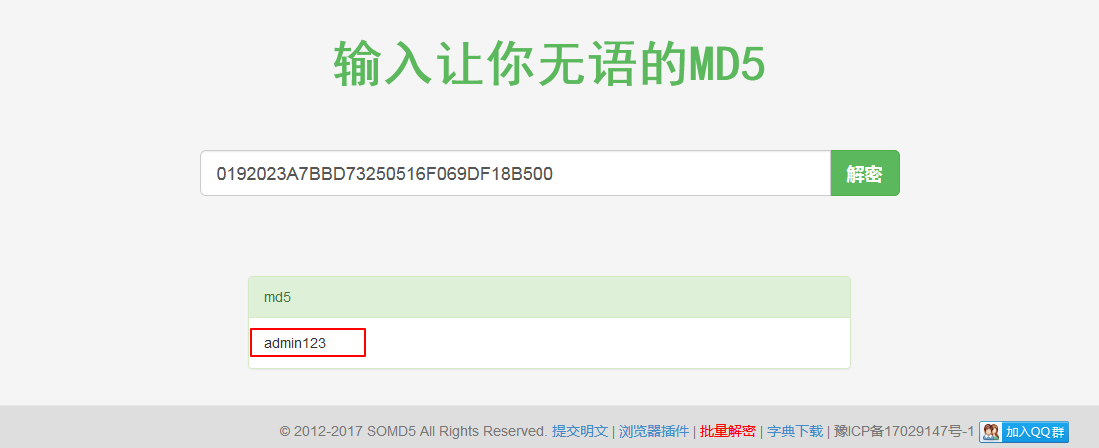 输入让你无语的MD5
0192023A7BBD73250516F069DF18B500 解密
md5
admin123
© 2012-2017 SOMD5 All Rights Reserved. 提交明文 | 浏览器插件 | 批量解密 | 字典下载 | 豫ICP备17029147号-1 加入QQ群